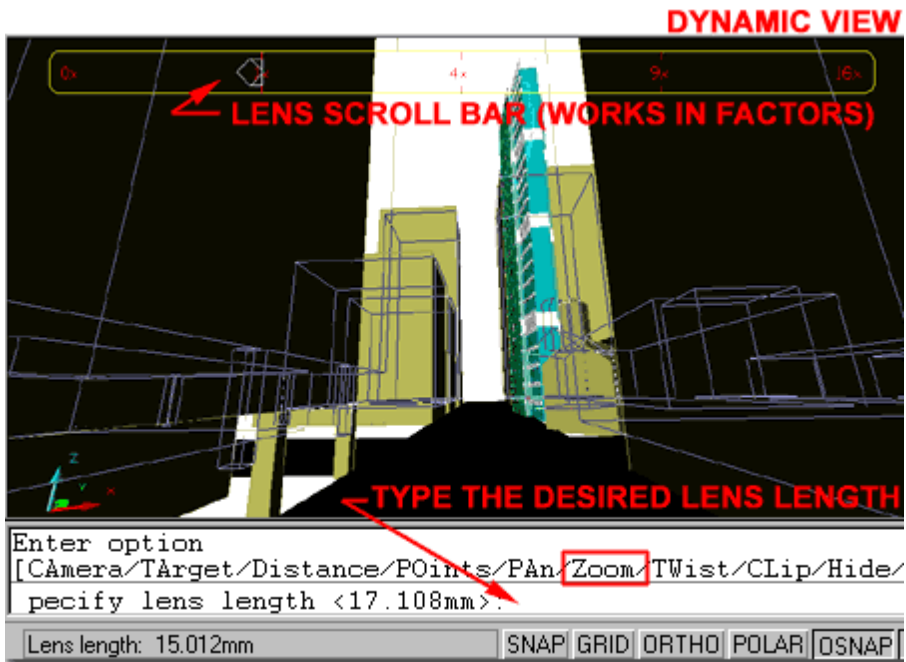 DYNAMIC VIEW
0x 4x 9x 16x
LENS SCROLL BAR (WORKS IN FACTORS)
Z
Y X
TYPE THE DESIRED LENS LENGTH
Enter option
[CAmera/TArget/Distance/POints/PAn/Zoom/TWist/CLip/Hide/
pecify lens length <17.108mm>:
Lens length: 15.012mm SNAP GRID ORTHO POLAR OSNAP